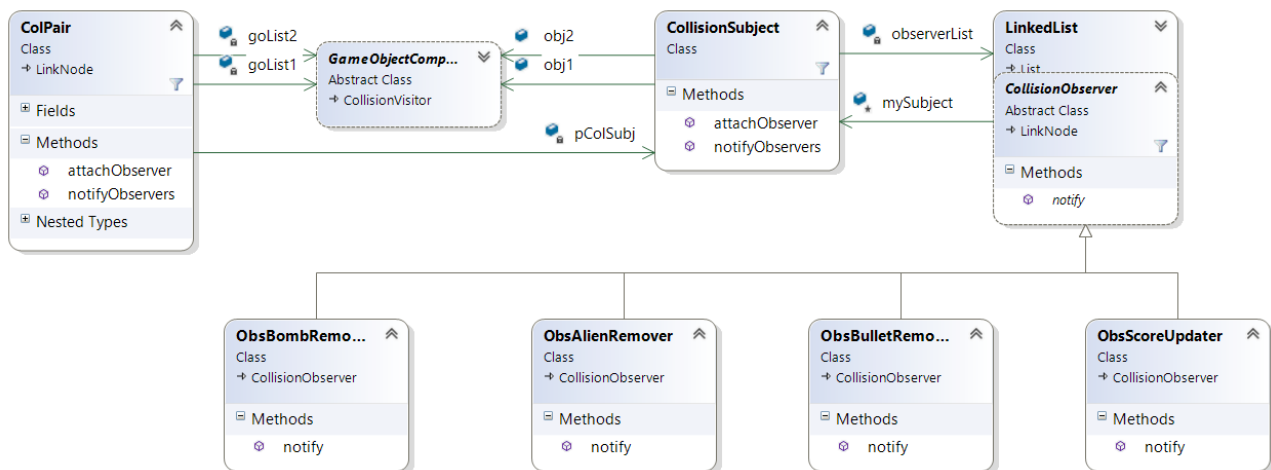 ColPair
Class
LinkNode
Fields
Methods
attachObserver
notifyObservers
Nested Types
goList2
goList1
GameObjectComp...
Abstract Class
CollisionVisitor
obj2
obj1
pColSubj
CollisionSubject
Class
Methods
attachObserver
notifyObservers
observerList
mySubject
LinkedList
Class
List
CollisionObserver
Abstract Class
LinkNode
Methods
notify
ObsBombRemo...
Class
CollisionObserver
Methods
notify
ObsAlienRemover
Class
CollisionObserver
Methods
notify
ObsBulletRemo...
Class
CollisionObserver
Methods
notify
ObsScoreUpdater
Class
CollisionObserver
Methods
notify